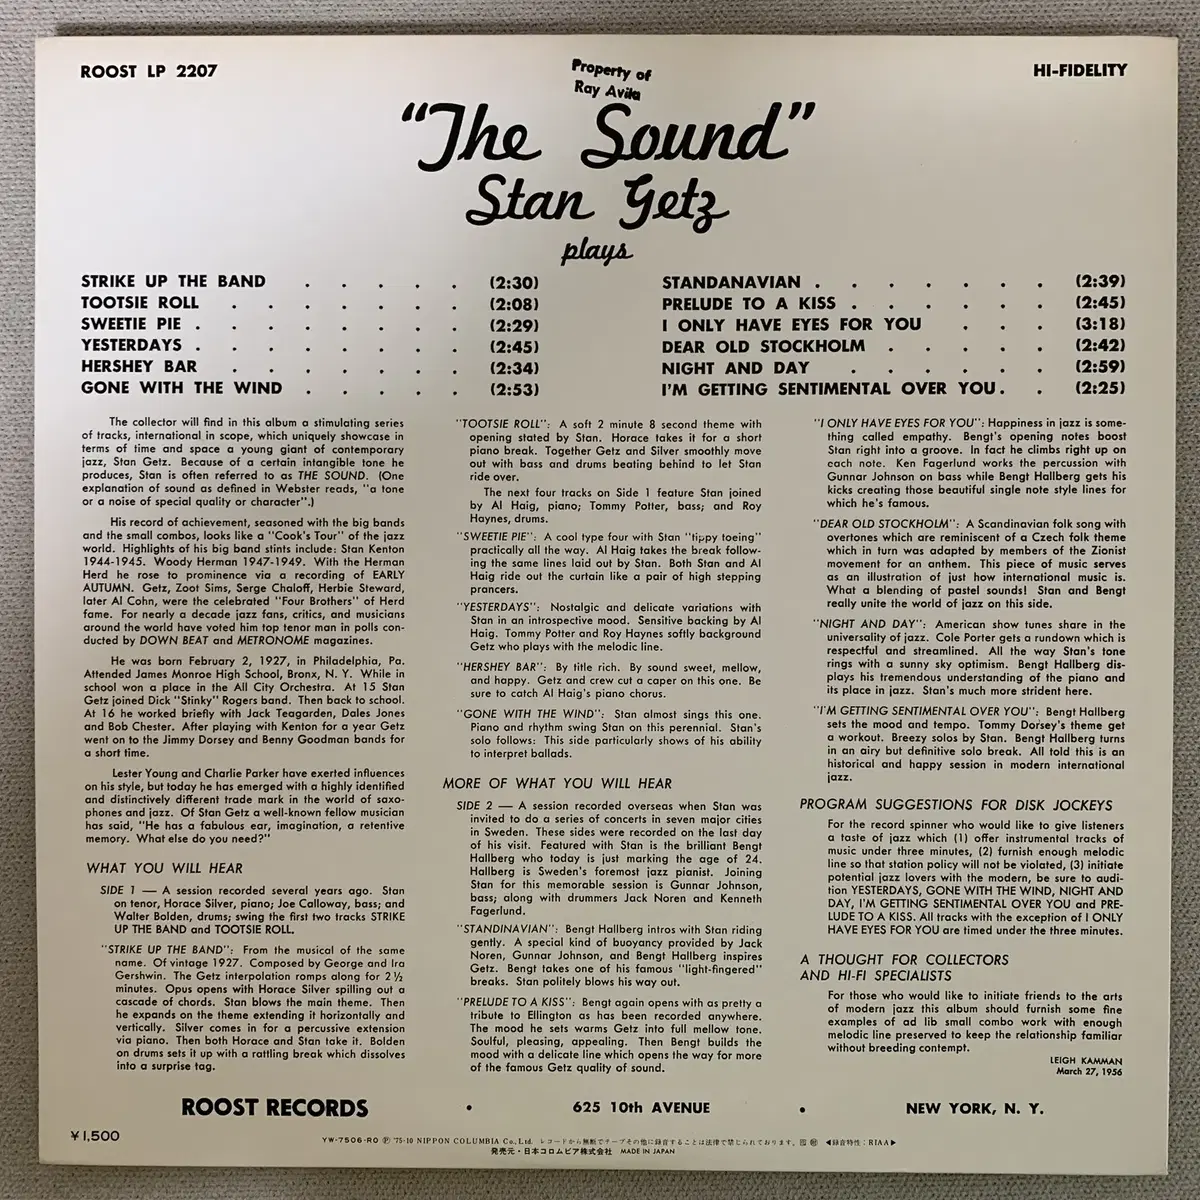 ROOST LP 2207
Property of
Ray Avila
HI-FIDELITY
"The Sound"
Stan Getz
plays
STRIKE UP THE BAND . . . . . (2:30)
TOOTSIE ROLL . . . . . . . (2:08)
SWEETIE PIE . . . . . . . . (2:29)
YESTERDAYS . . . . . . . . (2:45)
HERSHEY BAR . . . . . . . (2:34)
GONE WITH THE WIND . . . . . (2:53)
STANDANAVIAN . . . . . . . (2:39)
PRELUDE TO A KISS . . . . . . (2:45)
I ONLY HAVE EYES FOR YOU . . . (3:18)
DEAR OLD STOCKHOLM . . . . . (2:42)
NIGHT AND DAY . . . . . . (2:59)
I'M GETTING SENTIMENTAL OVER YOU . . (2:25)
The collector will find in this album a stimulating series
of tracks, international in scope, which uniquely showcase in
terms of time and space a young giant of contemporary
jazz, Stan Getz. Because of a certain intangible tone he
produces, Stan is often referred to as THE SOUND. (One
explanation of sound as defined in Webster reads, "a tone
or a noise of special quality or character".)
His record of achievement, seasoned with the big bands
and the small combos, looks like a "Cook's Tour" of the jazz
world. Highlights of his big band stints include: Stan Kenton
1944-1945. Woody Herman 1947-1949. With the Herman
Herd he rose to prominence via a recording of EARLY
AUTUMN. Getz, Zoot Sims, Serge Chaloff, Herbie Steward,
later Al Cohn, were the celebrated "Four Brothers" of Herd
fame. For nearly a decade jazz fans, critics, and musicians
around the world have voted him top tenor man in polls con-
ducted by DOWN BEAT and METRONOME magazines.
He was born February 2, 1927, in Philadelphia, Pa.
Attended James Monroe High School, Bronx, N. Y. While in
school won a place in the All City Orchestra. At 15 Stan
Getz joined Dick "Stinky" Rogers band. Then back to school.
At 16 he worked briefly with Jack Teagarden, Dales Jones
and Bob Chester. After playing with Kenton for a year Getz
went on to the Jimmy Dorsey and Benny Goodman bands for
a short time.
Lester Young and Charlie Parker have exerted influences
on his style, but today he has emerged with a highly identified
and distinctively different trade mark in the world of saxo-
phones and jazz. Of Stan Getz a well-known fellow musician
has said, "He has a fabulous ear, imagination, a retentive
memory. What else do you need?"
WHAT YOU WILL HEAR
SIDE 1 — A session recorded several years ago. Stan
on tenor, Horace Silver, piano; Joe Calloway, bass; and
Walter Bolden, drums; swing the first two tracks STRIKE
UP THE BAND and TOOTSIE ROLL.
"STRIKE UP THE BAND": From the musical of the same
name. Of vintage 1927. Composed by George and Ira
Gershwin. The Getz interpolation romps along for 2½
minutes. Opus opens with Horace Silver spilling out a
cascade of chords. Stan blows the main theme. Then
he expands on the theme extending it horizontally and
vertically. Silver comes in for a percussive extension
via piano. Then both Horace and Stan take it. Bolden
on drums sets it up with a rattling break which dissolves
into a surprise tag.
"TOOTSIE ROLL": A soft 2 minute 8 second theme with
opening stated by Stan. Horace takes it for a short
piano break. Together Getz and Silver smoothly move
out with bass and drums beating behind to let Stan
ride over.
The next four tracks on Side 1 feature Stan joined
by Al Haig, piano; Tommy Potter, bass; and Roy
Haynes, drums.
"SWEETIE PIE": A cool type four with Stan "tippy toeing"
practically all the way. Al Haig takes the break follow-
ing the same lines laid out by Stan. Both Stan and Al
Haig ride out the curtain like a pair of high stepping
prancers.
"YESTERDAYS": Nostalgic and delicate variations with
Stan in an introspective mood. Sensitive backing by Al
Haig. Tommy Potter and Roy Haynes softly background
Getz who plays with the melodic line.
"HERSHEY BAR": By title rich. By sound sweet, mellow,
and happy. Getz and crew cut a caper on this one. Be
sure to catch Al Haig's piano chorus.
"GONE WITH THE WIND": Stan almost sings this one.
Piano and rhythm swing Stan on this perennial. Stan's
solo follows: This side particularly shows of his ability
to interpret ballads.
MORE OF WHAT YOU WILL HEAR
SIDE 2 — A session recorded overseas when Stan was
invited to do a series of concerts in seven major cities
in Sweden. These sides were recorded on the last day
of his visit. Featured with Stan is the brilliant Bengt
Hallberg who today is just marking the age of 24.
Hallberg is Sweden's foremost jazz pianist. Joining
Stan for this memorable session is Gunnar Johnson,
bass; along with drummers Jack Noren and Kenneth
Fagerlund.
"STANDINAVIAN": Bengt Hallberg intros with Stan riding
gently. A special kind of buoyancy provided by Jack
Noren, Gunnar Johnson, and Bengt Hallberg inspires
Getz. Bengt takes one of his famous "light-fingered"
breaks. Stan politely blows his way out.
"PRELUDE TO A KISS": Bengt again opens with as pretty a
tribute to Ellington as has been recorded anywhere.
The mood he sets warms Getz into full mellow tone.
Soulful, pleasing, appealing. Then Bengt builds the
mood with a delicate line which opens the way for more
of the famous Getz quality of sound.
"I ONLY HAVE EYES FOR YOU": Happiness in jazz is some-
thing called empathy. Bengt's opening notes boost
Stan right into a groove. In fact he climbs right up on
each note. Ken Fagerlund works the percussion with
Gunnar Johnson on bass while Bengt Hallberg gets his
kicks creating those beautiful single note style lines for
which he's famous.
"DEAR OLD STOCKHOLM": A Scandinavian folk song with
overtones which are reminiscent of a Czech folk theme
which in turn was adapted by members of the Zionist
movement for an anthem. This piece of music serves
as an illustration of just how international music is.
What a blending of pastel sounds! Stan and Bengt
really unite the world of jazz on this side.
"NIGHT AND DAY": American show tunes share in the
universality of jazz. Cole Porter gets a rundown which is
respectful and streamlined. All the way Stan's tone
rings with a sunny sky optimism. Bengt Hallberg dis-
plays his tremendous understanding of the piano and
its place in jazz. Stan's much more strident here.
"I'M GETTING SENTIMENTAL OVER YOU": Bengt Hallberg
sets the mood and tempo. Tommy Dorsey's theme get
a workout. Breezy solos by Stan. Bengt Hallberg turns
in an airy but definitive solo break. All told this is an
historical and happy session in modern international
jazz.
PROGRAM SUGGESTIONS FOR DISK JOCKEYS
For the record spinner who would like to give listeners
a taste of jazz which (1) offer instrumental tracks of
music under three minutes, (2) furnish enough melodic
line so that station policy will not be violated, (3) initiate
potential jazz lovers with the modern, be sure to audi-
tion YESTERDAYS, GONE WITH THE WIND, NIGHT AND
DAY, I'M GETTING SENTIMENTAL OVER YOU and PRE-
LUDE TO A KISS. All tracks with the exception of I ONLY
HAVE EYES FOR YOU are timed under the three minutes.
A THOUGHT FOR COLLECTORS
AND HI-FI SPECIALISTS
For those who would like to initiate friends to the arts
of modern jazz this album should furnish some fine
examples of ad lib small combo work with enough
melodic line preserved to keep the relationship familiar
without breeding contempt.
LEIGH KAMMAN
March 27, 1956
ROOST RECORDS • 625 10th AVENUE • NEW YORK, N. Y.
¥1,500
YW-7506-RO Ⓟ '75·10 NIPPON COLUMBIA Co., Ltd. レコードから無断でテープその他に録音することは法律で禁じられております。 ◀録音特性：RIAA▶
発売元・日本コロムビア株式会社 MADE IN JAPAN